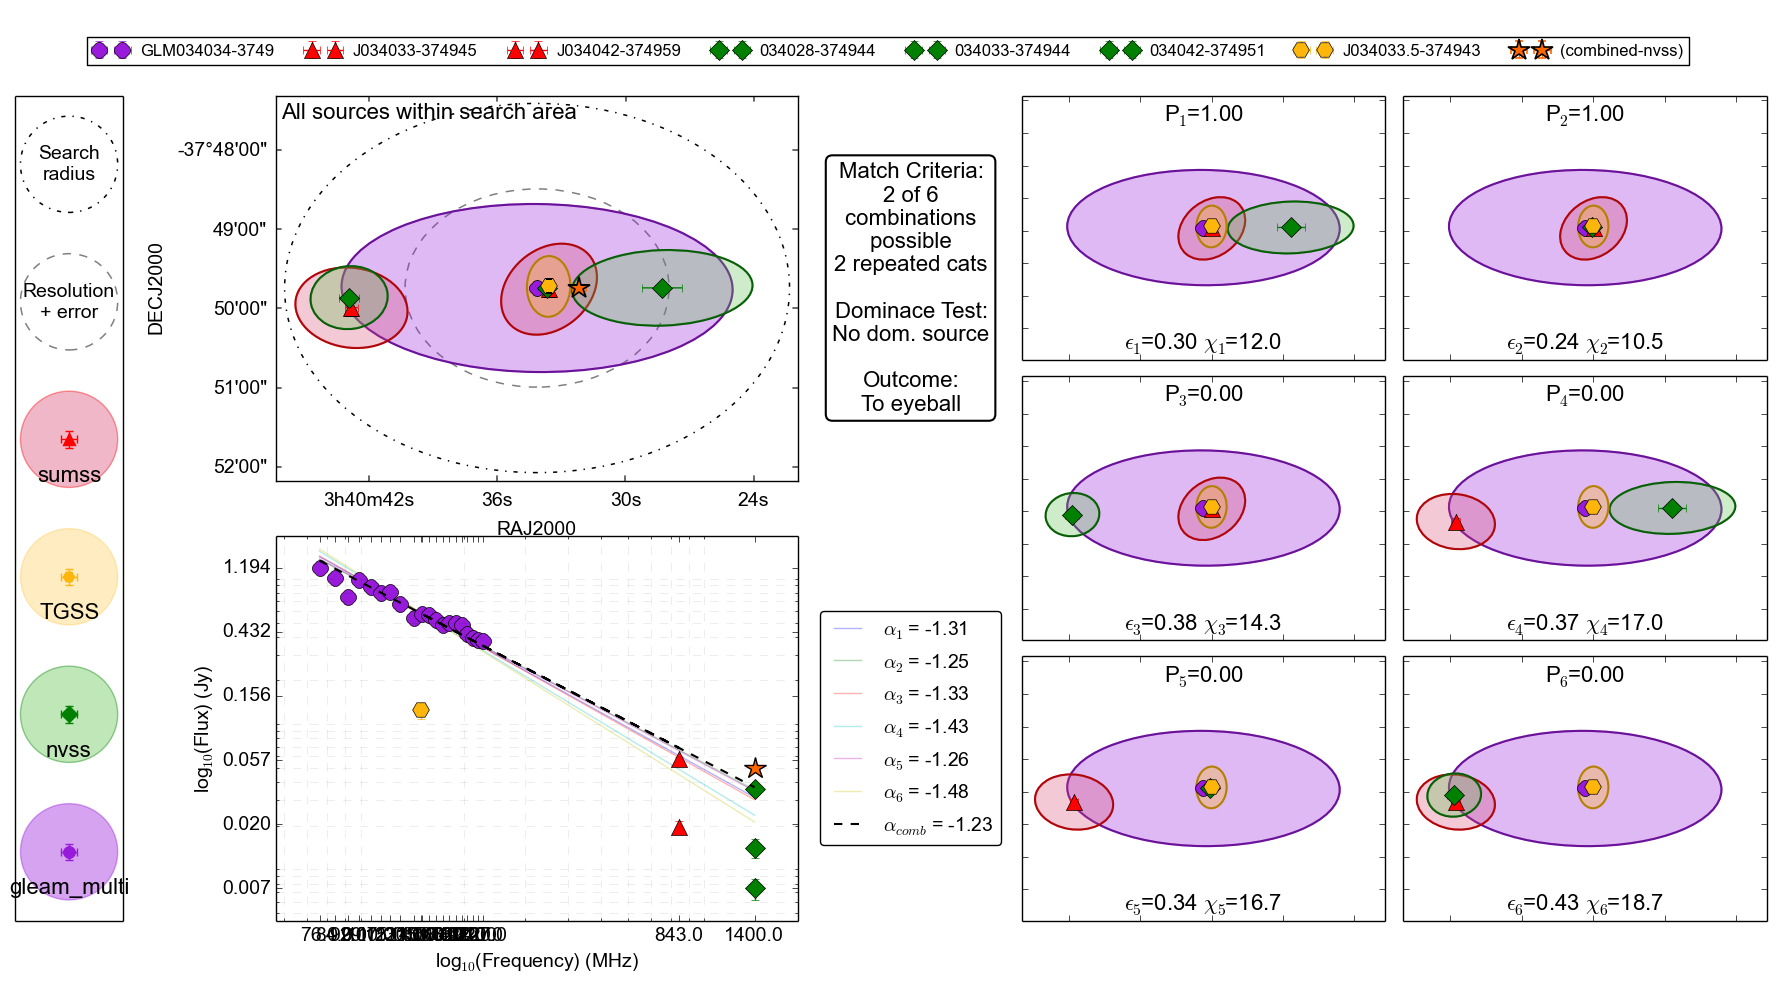 GLM034034-3749 J034033-374945 J034042-374959 034028-374944 034033-374944 034042-374951 J034033.5-374943 (combined-nvss)
Search
radius
Resolution
+ error
sumss
TGSS
nvss
gleam_multi
All sources within search area
DECJ2000
-37°48'00"
49'00"
50'00"
51'00"
52'00"
3h40m42s 36s 30s 24s
RAJ2000
log10(Flux) (Jy)
1.194
0.432
0.156
0.057
0.020
0.007
843.0 1400.0
log10(Frequency) (MHz)
Match Criteria:
2 of 6
combinations
possible
2 repeated cats
Dominace Test:
No dom. source
Outcome:
To eyeball
α1 = -1.31
α2 = -1.25
α3 = -1.33
α4 = -1.43
α5 = -1.26
α6 = -1.48
αcomb = -1.23
P1=1.00
ϵ1=0.30 χ1=12.0
P2=1.00
ϵ2=0.24 χ2=10.5
P3=0.00
ϵ3=0.38 χ3=14.3
P4=0.00
ϵ4=0.37 χ4=17.0
P5=0.00
ϵ5=0.34 χ5=16.7
P6=0.00
ϵ6=0.43 χ6=18.7